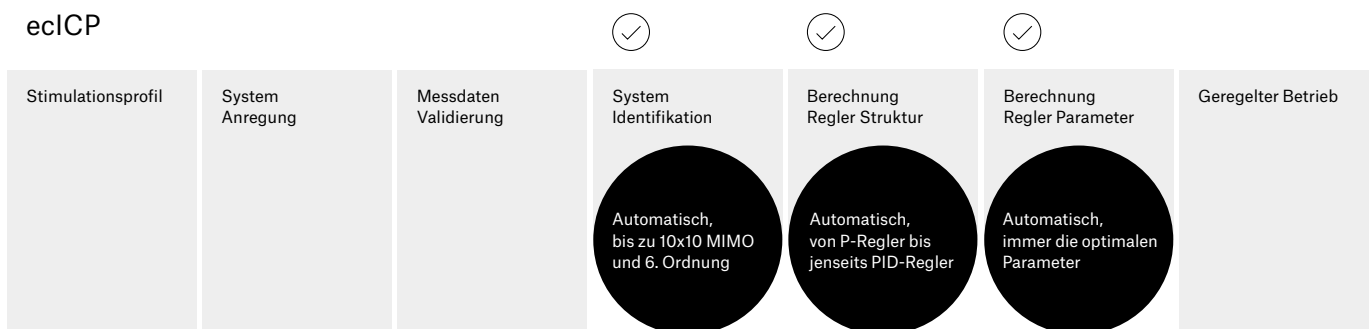 ecICP
Stimulationsprofil
System
Anregung
Messdaten
Validierung
System
Identifikation
Berechnung
Regler Struktur
Berechnung
Regler Parameter
Geregelter Betrieb
Automatisch,
bis zu 10x10 MIMO
und 6. Ordnung
Automatisch,
von P-Regler bis
jenseits PID-Regler
Automatisch,
immer die optimalen
Parameter